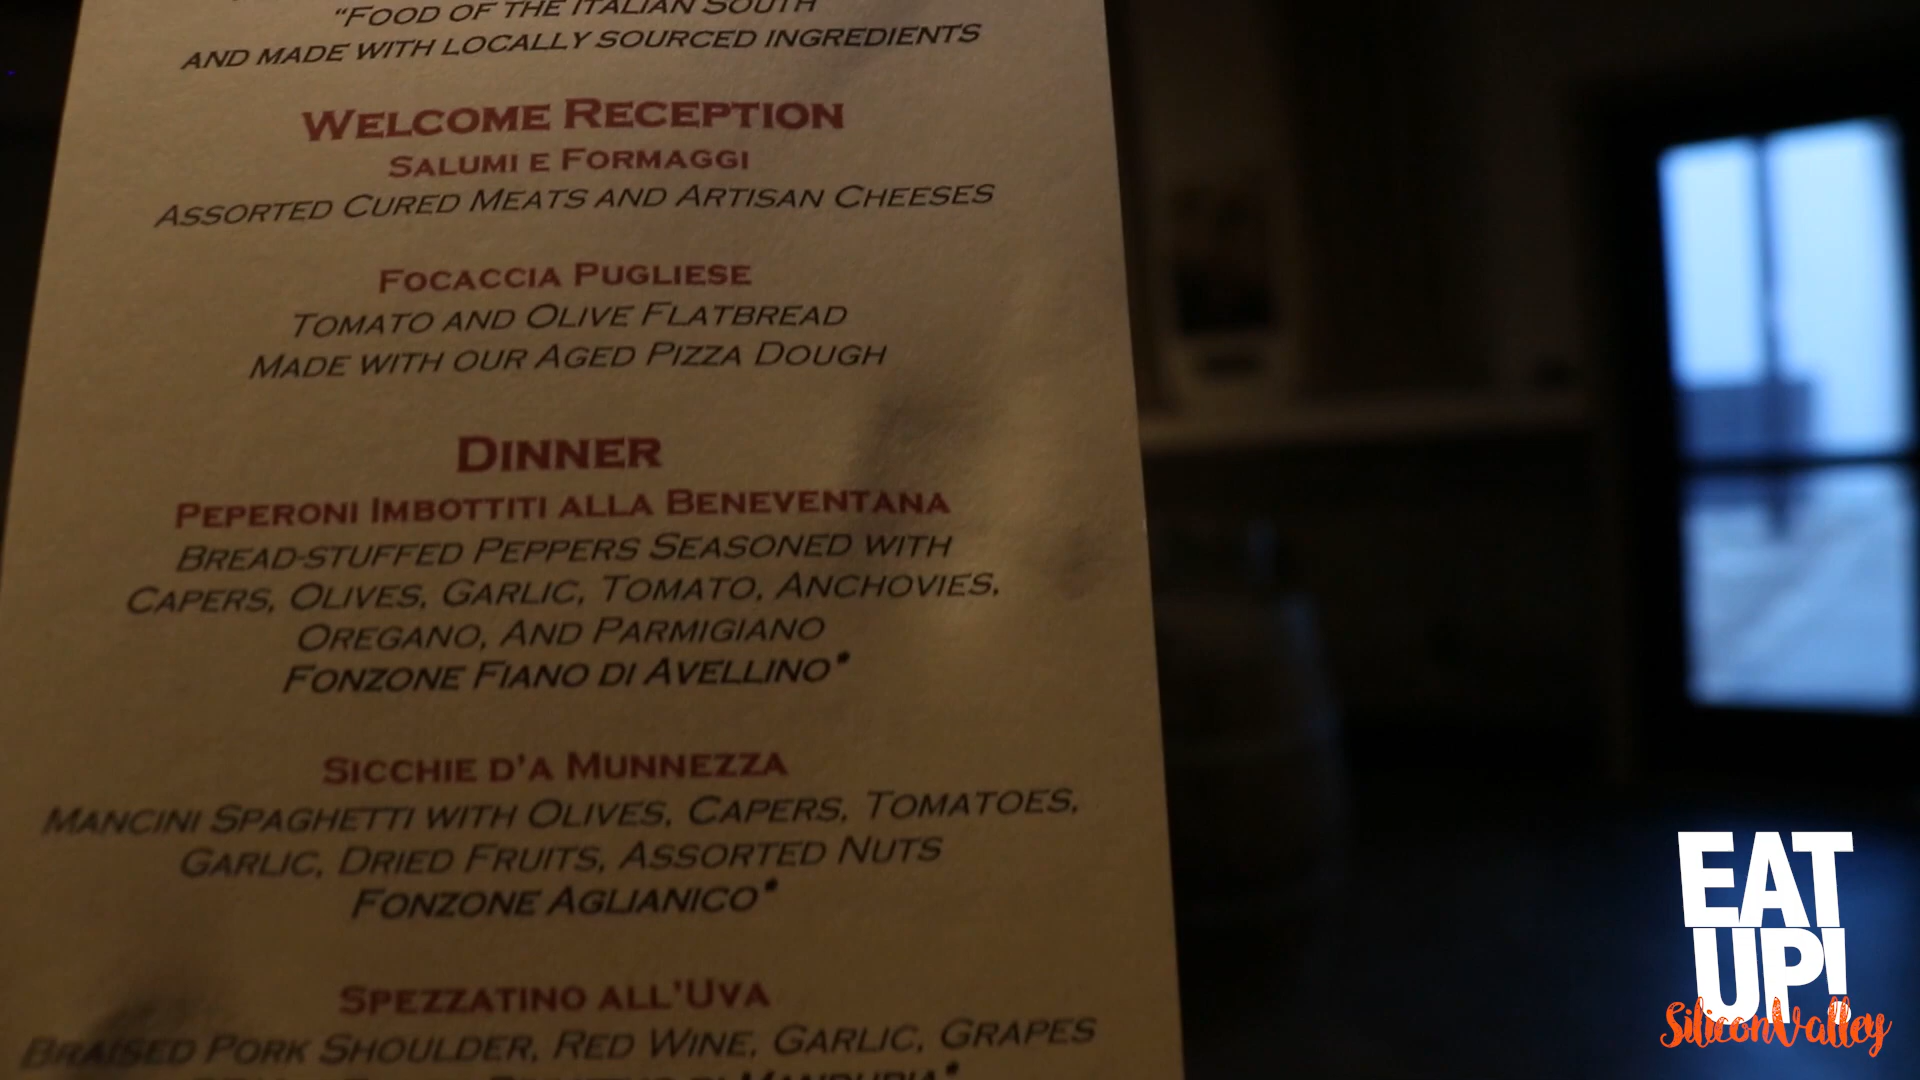 "FOOD OF THE ITALIAN SOUTH
AND MADE WITH LOCALLY SOURCED INGREDIENTS
WELCOME RECEPTION
SALUMI E FORMAGGI
ASSORTED CURED MEATS AND ARTISAN CHEESES
FOCACCIA PUGLIESE
TOMATO AND OLIVE FLATBREAD
MADE WITH OUR AGED PIZZA DOUGH
DINNER
PEPERONI IMBOTTITI ALLA BENEVENTANA
BREAD-STUFFED PEPPERS SEASONED WITH
CAPERS, OLIVES, GARLIC, TOMATO, ANCHOVIES,
OREGANO, AND PARMIGIANO
FONZONE FIANO DI AVELLINO*
SICCHIE D'A MUNNEZZA
MANCINI SPAGHETTI WITH OLIVES, CAPERS, TOMATOES,
GARLIC, DRIED FRUITS, ASSORTED NUTS
FONZONE AGLIANICO*
SPEZZATINO ALL'UVA
BRAISED PORK SHOULDER, RED WINE, GARLIC, GRAPES
DI MANDURIA*
EAT
UP!
Silicon Valley